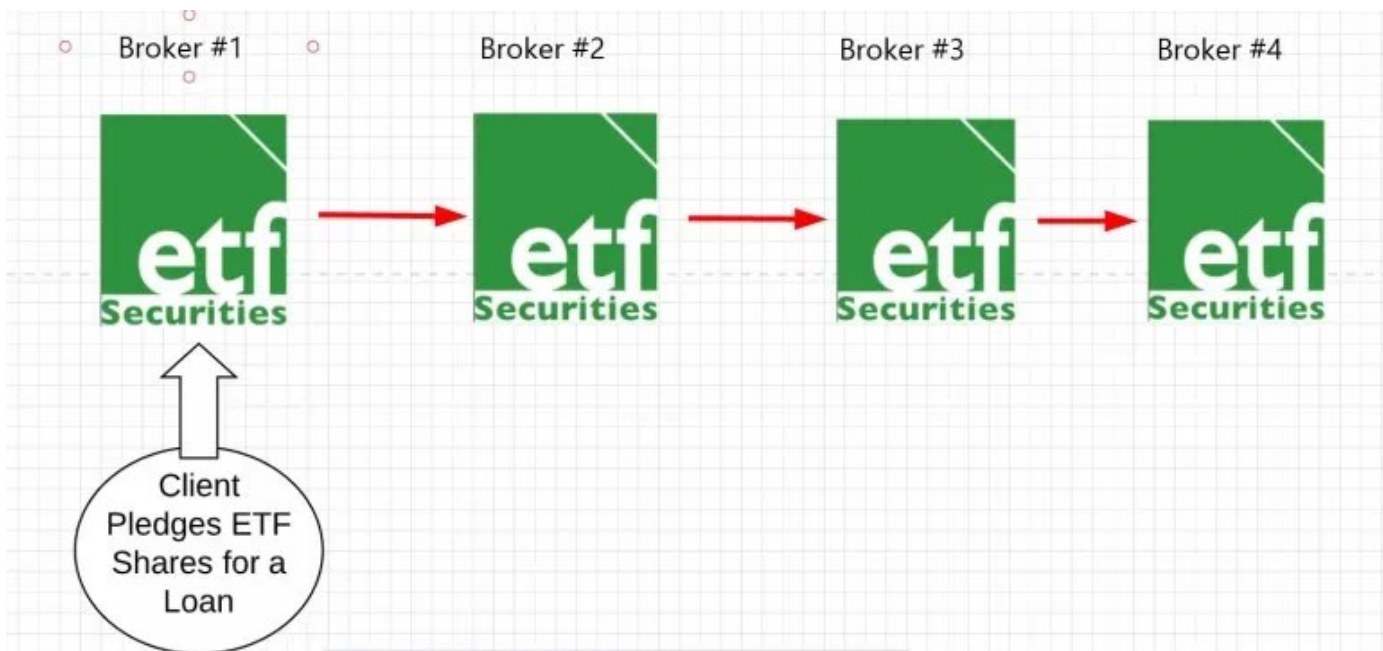 Broker #1
Broker #2
Broker #3
Broker #4
etf
Securities
etf
Securities
etf
Securities
etf
Securities
Client
Pledges ETF
Shares for a
Loan